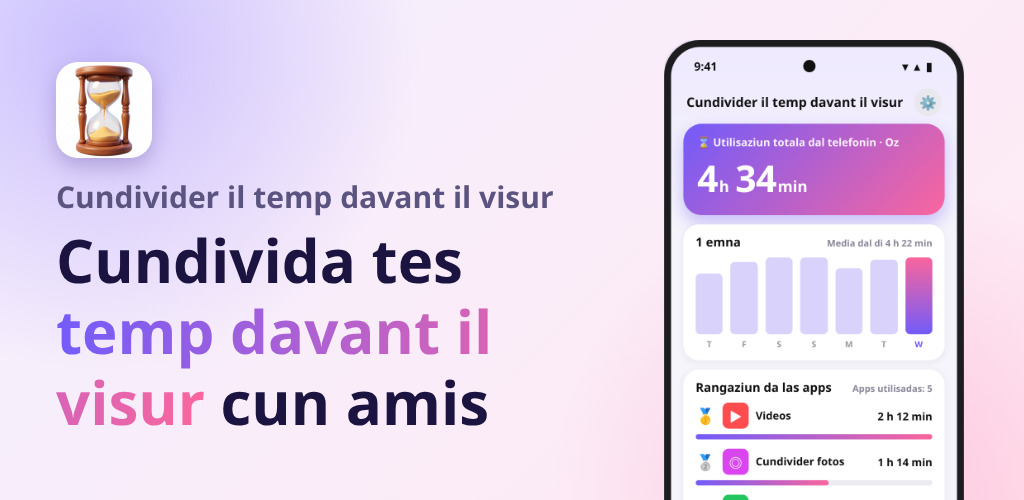 Cundivider il temp davant il visur
Cundivida tes
temp davant il
visur cun amis
9:41
Cundivider il temp davant il visur
Utilisaziun totala dal telefonin · Oz
4h 34min
1 emna
Media dal di 4 h 22 min
T F S S M T W
Rangaziun da las apps
Apps utilisadas: 5
Videos
2 h 12 min
Cundivider fotos
1 h 14 min